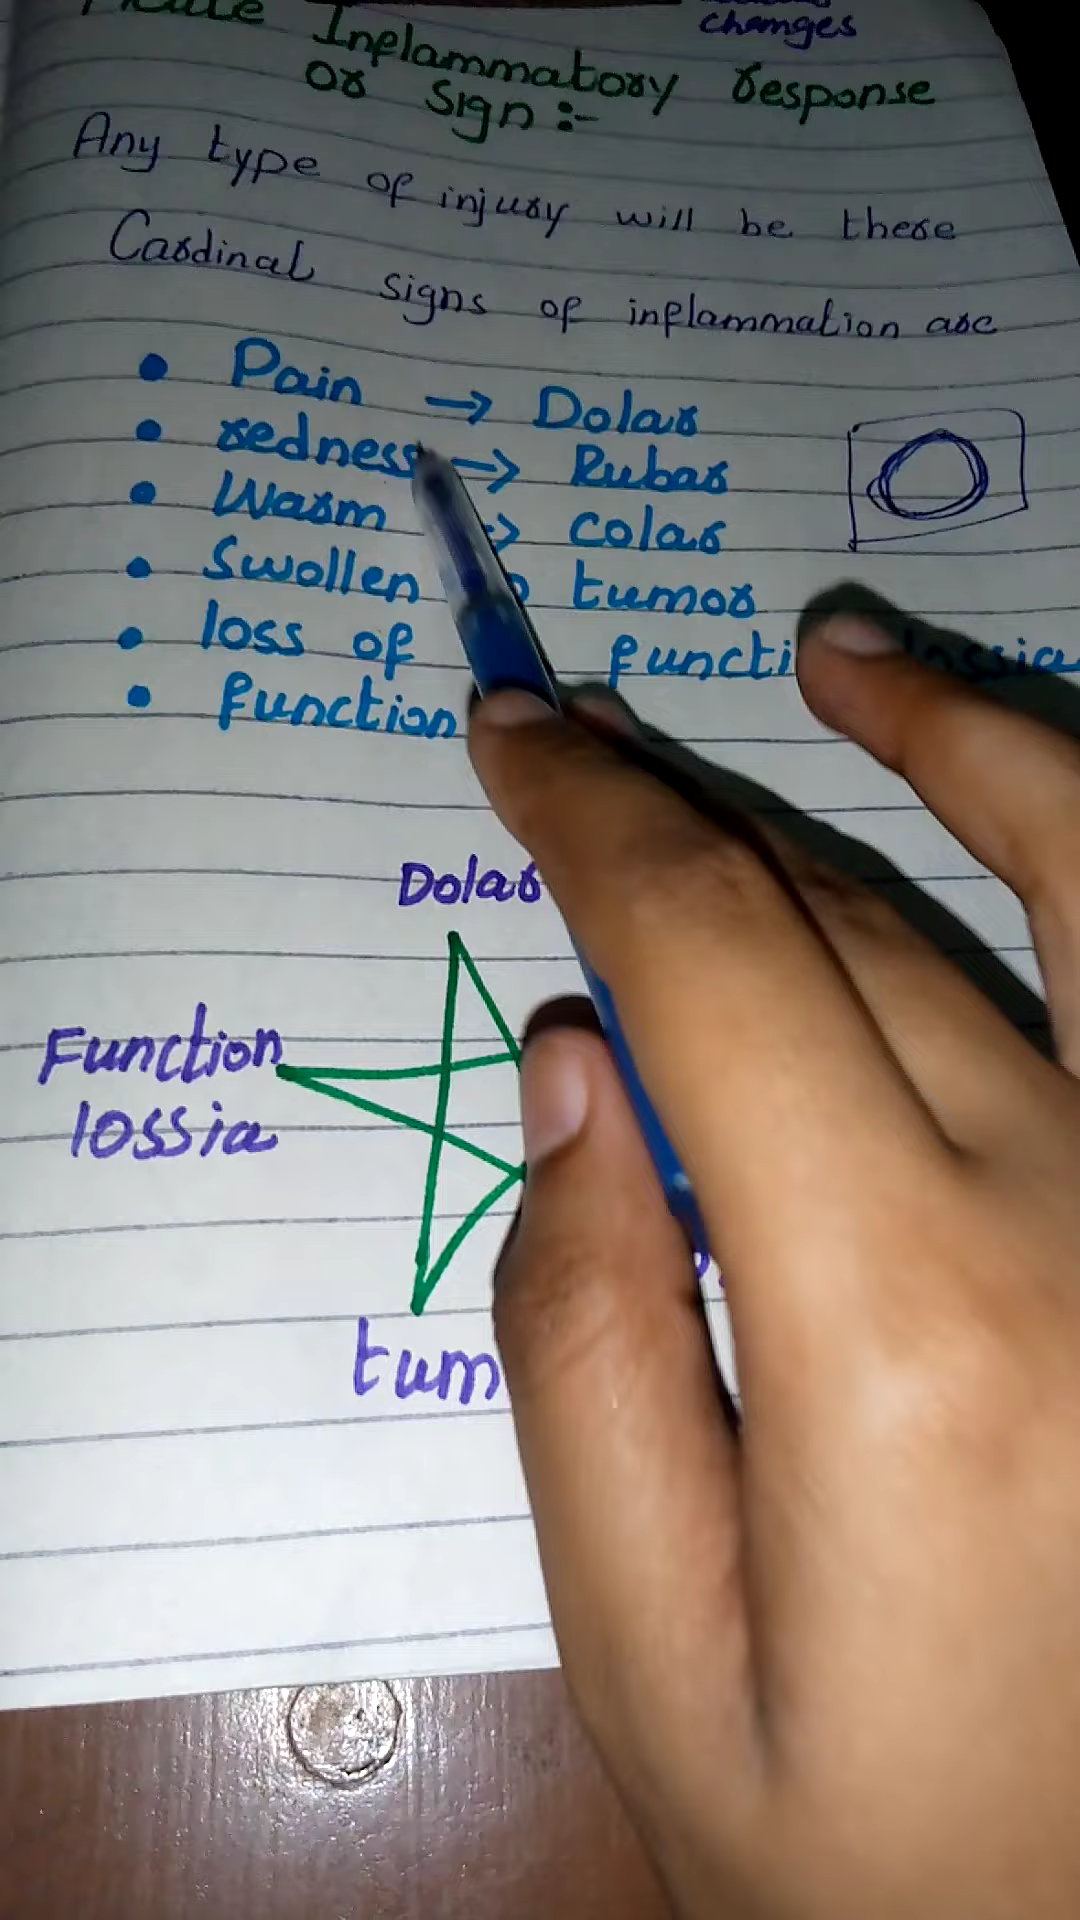 changes
Inflammatory response
or sign :-
Any type of injury will be there
Cardinal signs of inflammation are
• Pain → Dolar
• redness → Rubar
• Warm → colar
• Swollen tumor
• loss of functi lossia
• function
Dolar
Function
lossia
tum